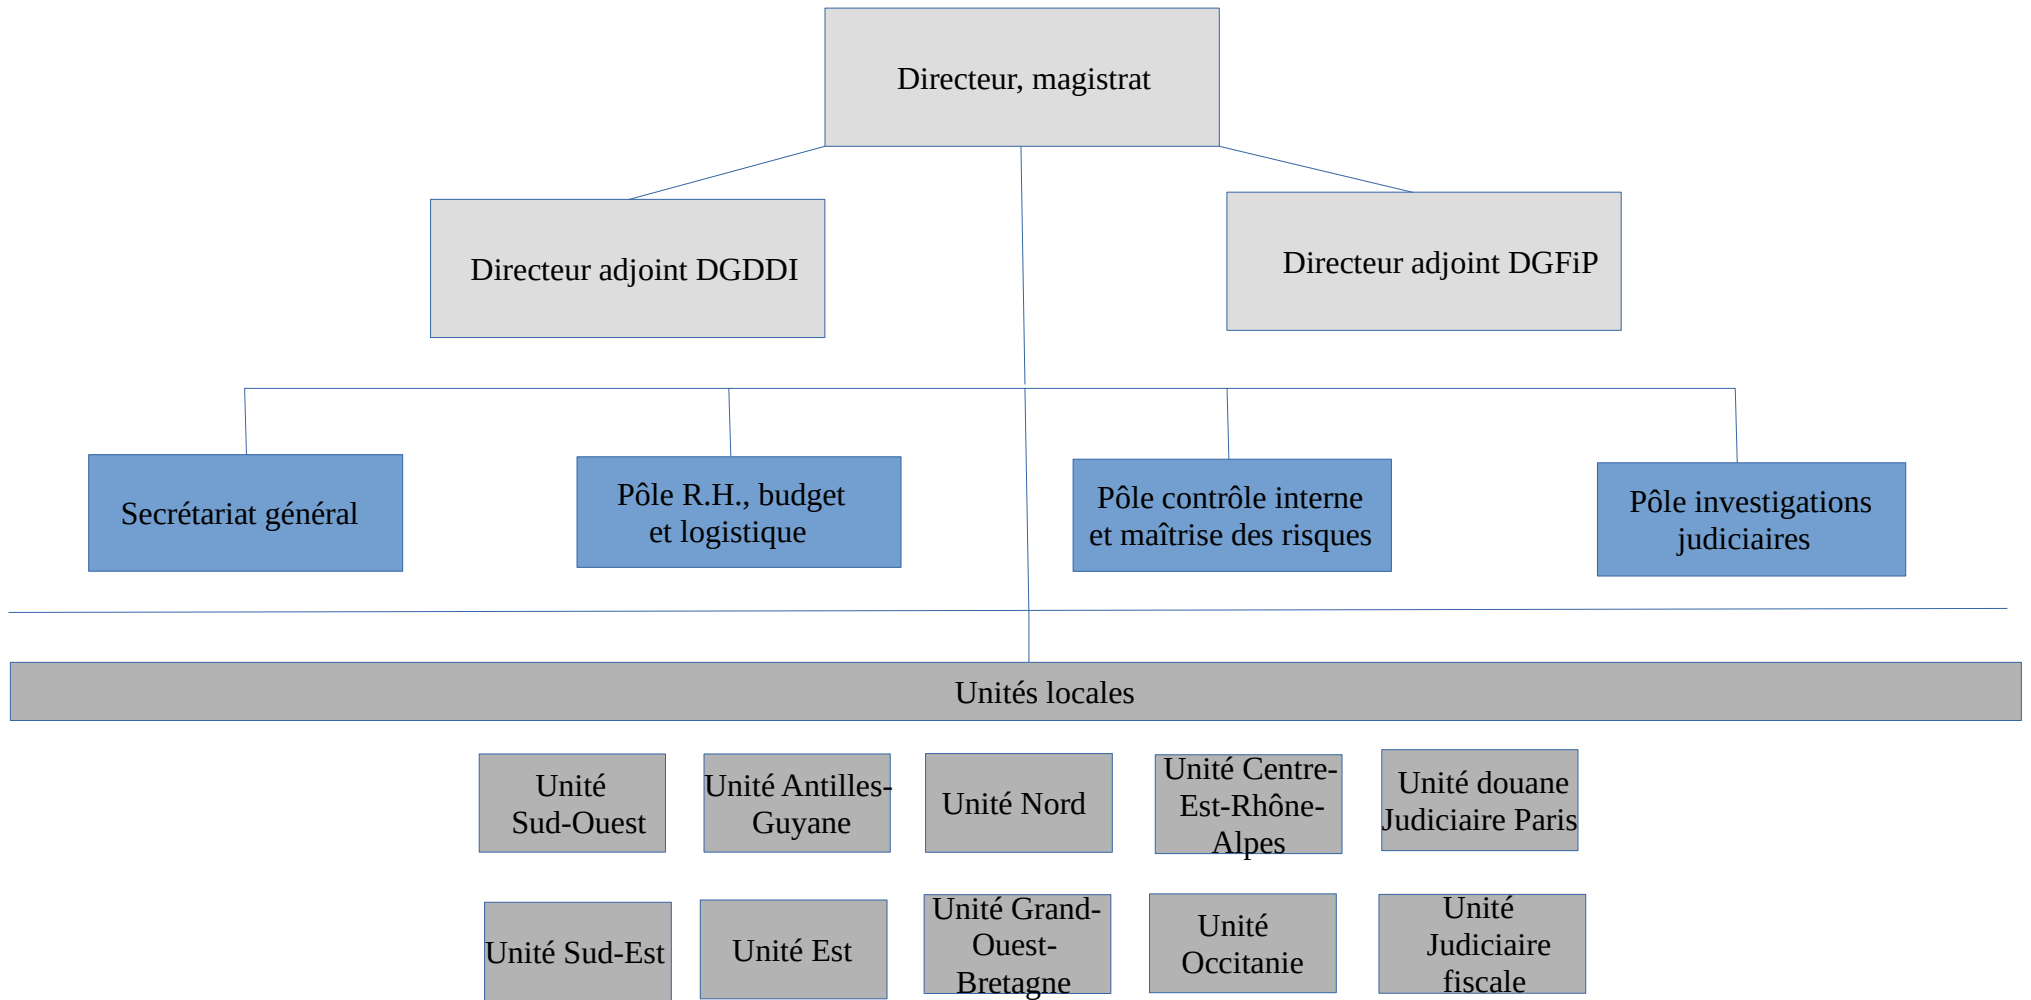 Directeur, magistrat
Directeur adjoint DGDDI
Directeur adjoint DGFiP
Secrétariat général
Pôle R.H., budget
et logistique
Pôle contrôle interne
et maîtrise des risques
Pôle investigations
judiciaires
Unités locales
Unité
Sud-Ouest
Unité Antilles-
Guyane
Unité Nord
Unité Centre-
Est-Rhône-
Alpes
Unité douane
Judiciaire Paris
Unité Sud-Est
Unité Est
Unité Grand-
Ouest-
Bretagne
Unité
Occitanie
Unité
Judiciaire
fiscale